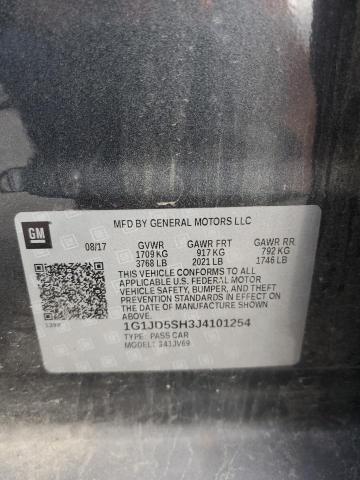 GM
MFD BY GENERAL MOTORS LLC
08/17 GVWR GAWR FRT GAWR RR
1709 KG 917 KG 792 KG
3768 LB 2021 LB 1746 LB
THIS VEHICLE CONFORMS TO ALL
APPLICABLE U.S. FEDERAL MOTOR
VEHICLE SAFETY, BUMPER, AND THEFT
PREVENTION STANDARDS IN EFFECT ON
THE DATE OF MANUFACTURE SHOWN ABOVE.
1G1JD5SH3J4101254
TYPE: PASS CAR
MODEL: 341JV69